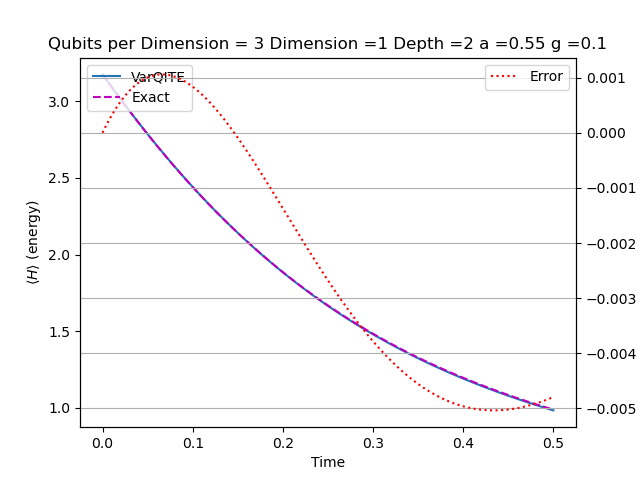 Qubits per Dimension = 3 Dimension =1 Depth =2 a =0.55 g =0.1
VarQITE
Exact
Error
3.0
2.5
2.0
1.5
1.0
⟨H⟩ (energy)
0.001
0.000
−0.001
−0.002
−0.003
−0.004
−0.005
0.0 0.1 0.2 0.3 0.4 0.5
Time